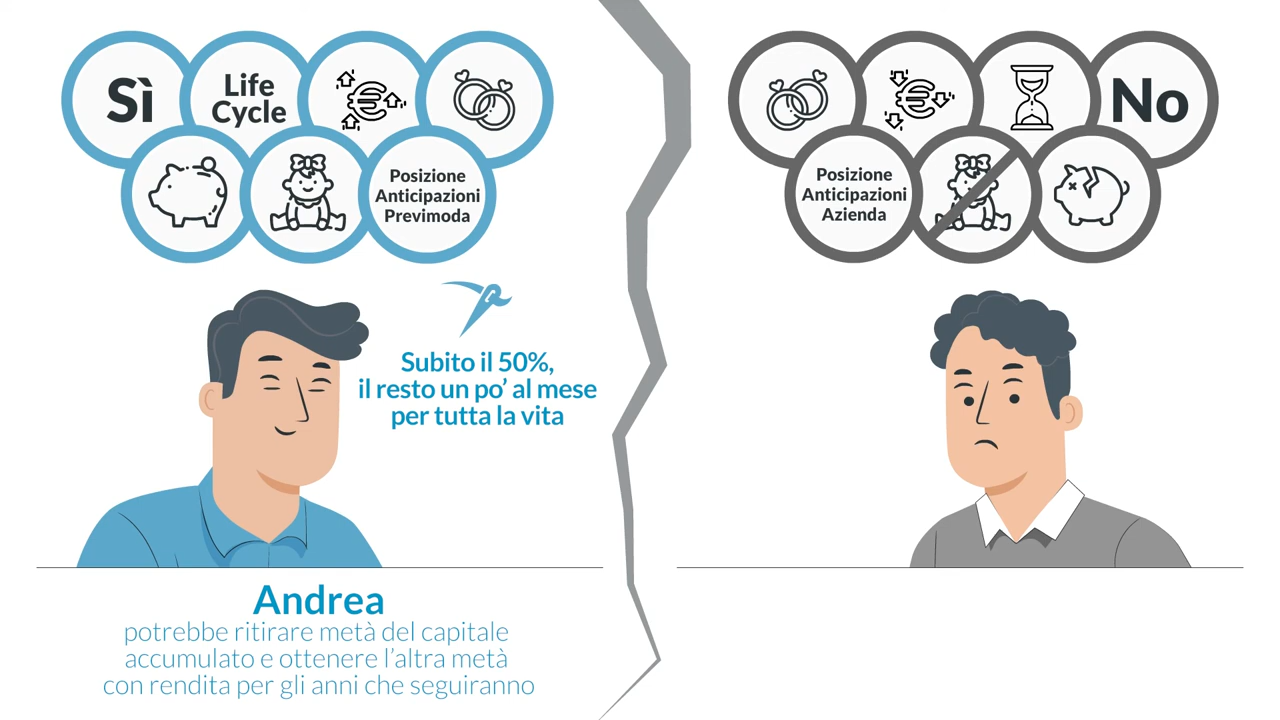 Sì
Life
Cycle
Posizione
Anticipazioni
Previmoda
No
Posizione
Anticipazioni
Azienda
Subito il 50%,
il resto un po’ al mese
per tutta la vita
Andrea
potrebbe ritirare metà del capitale
accumulato e ottenere l’altra metà
con rendita per gli anni che seguiranno